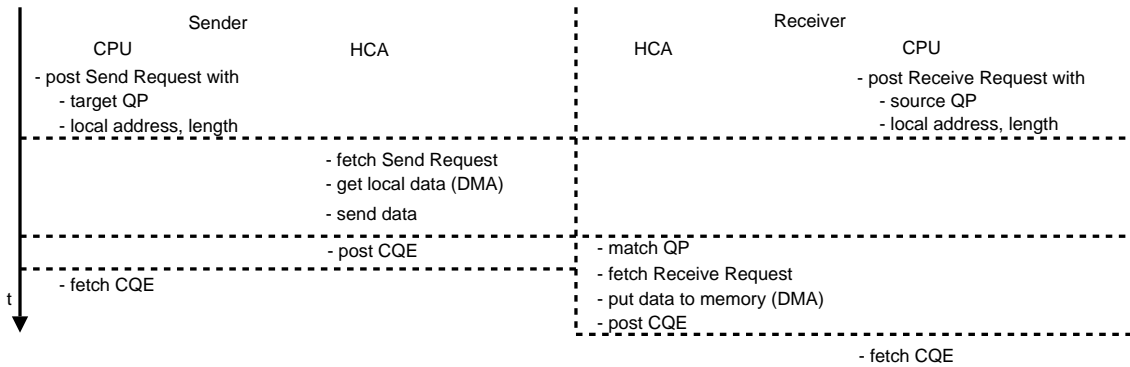 Sender
Receiver
CPU
HCA
HCA
CPU
- post Send Request with
- target QP
- local address, length
- post Receive Request with
- source QP
- local address, length
- fetch Send Request
- get local data (DMA)
- send data
- post CQE
- match QP
- fetch Receive Request
- put data to memory (DMA)
- post CQE
- fetch CQE
t
- fetch CQE